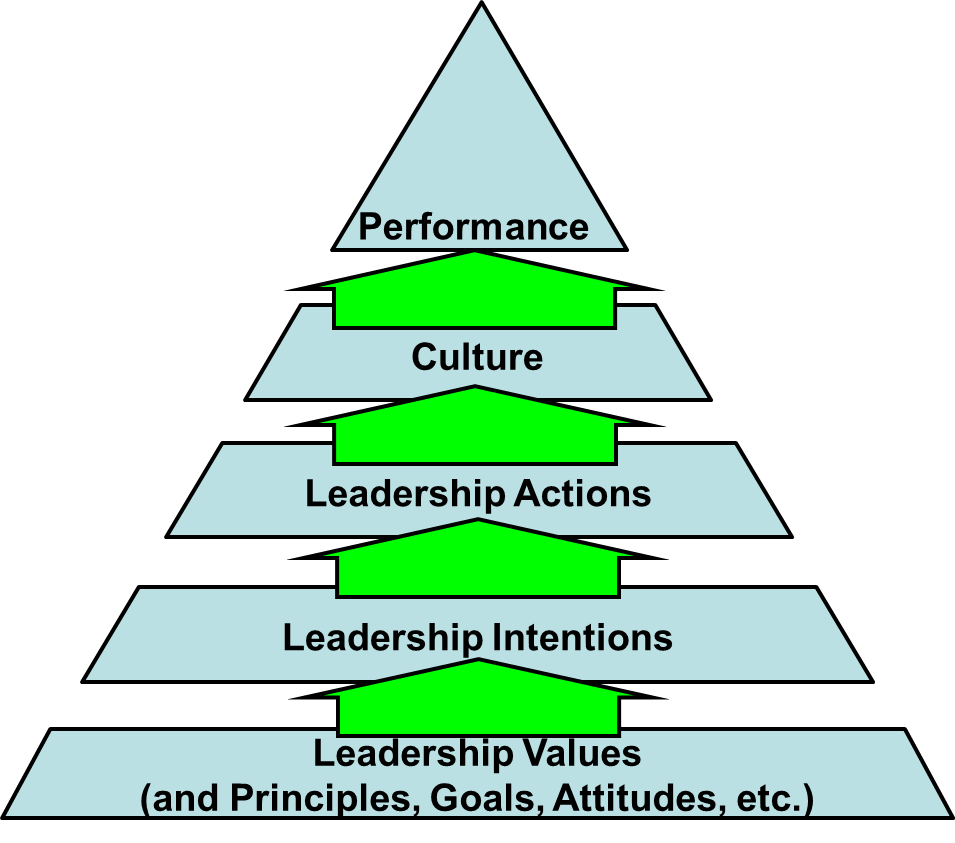 Performance
Culture
Leadership Actions
Leadership Intentions
Leadership Values
(and Principles, Goals, Attitudes, etc.)